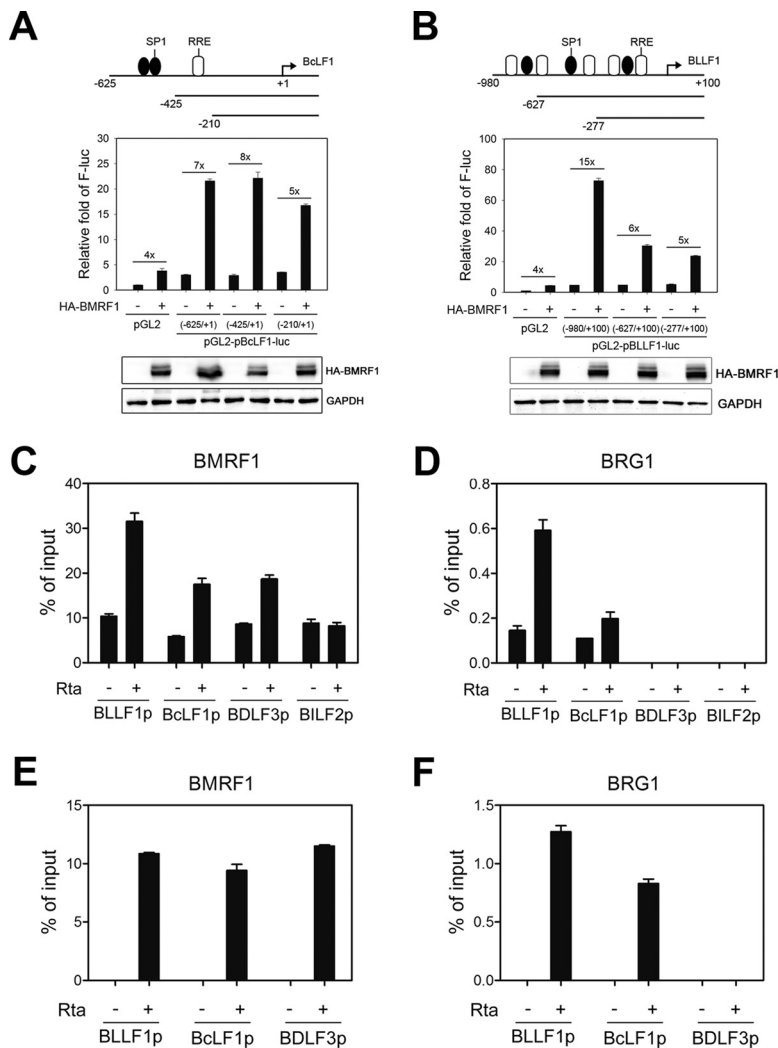 A
SP1 RRE BcLF1
-625 +1
-425
-210
Relative fold of F-luc
30
25
20
15
10
5
0
4x 7x 8x 5x
HA-BMRF1 - + - + - + - +
pGL2 (-625/+1) (-425/+1) (-210/+1)
pGL2-pBcLF1-luc
HA-BMRF1
GAPDH
B
SP1 RRE BLLF1
-980 +100
-627
-277
Relative fold of F-luc
100
80
60
40
20
0
4x 15x 6x 5x
HA-BMRF1 - + - + - + - +
pGL2 (-980/+100) (-627/+100) (-277/+100)
pGL2-pBLLF1-luc
HA-BMRF1
GAPDH
C
BMRF1
% of input
40
30
20
10
0
Rta - + - + - + - +
BLLF1p BcLF1p BDLF3p BILF2p
D
BRG1
% of input
0.8
0.6
0.4
0.2
0.0
Rta - + - + - + - +
BLLF1p BcLF1p BDLF3p BILF2p
E
BMRF1
% of input
15
10
5
0
Rta - + - + - +
BLLF1p BcLF1p BDLF3p
F
BRG1
% of input
1.5
1.0
0.5
0.0
Rta - + - + - +
BLLF1p BcLF1p BDLF3p